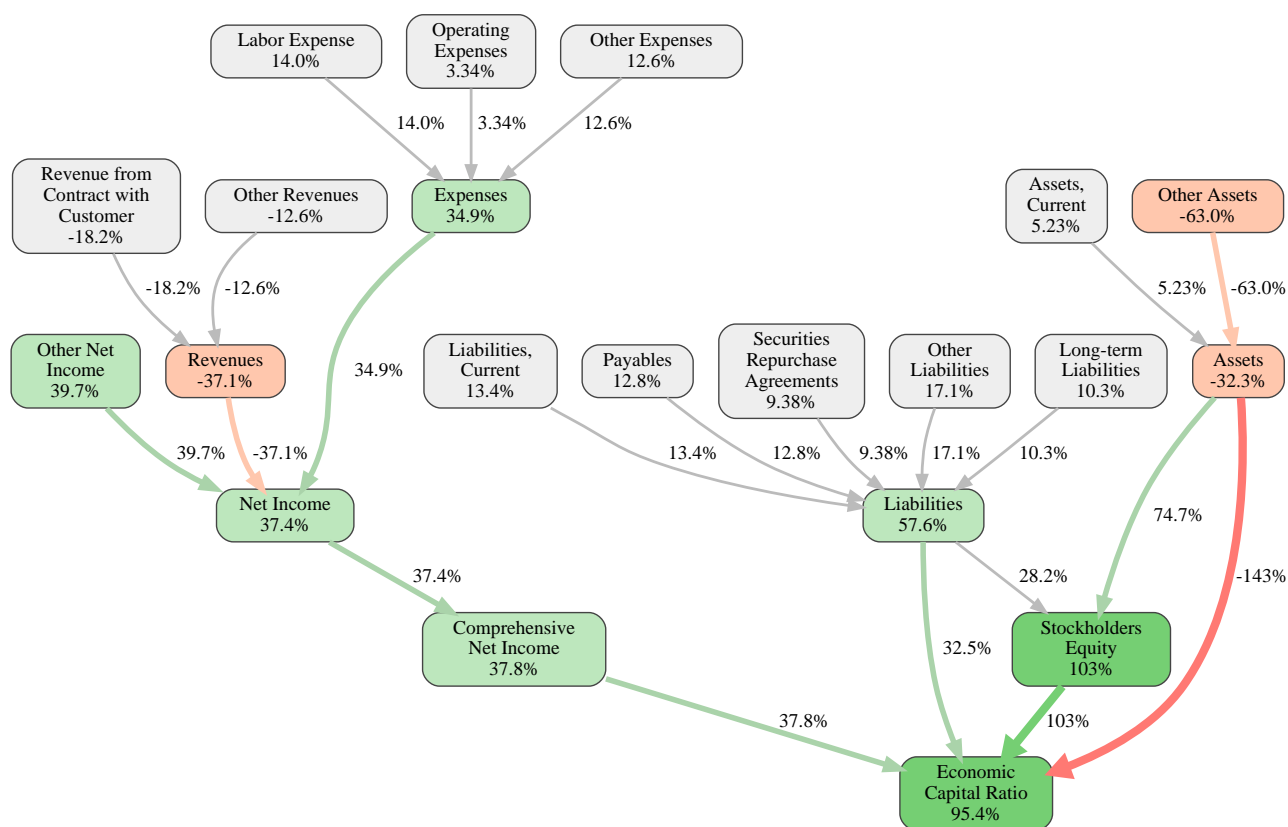 Labor Expense
14.0%
Operating
Expenses
3.34%
Other Expenses
12.6%
14.0%
3.34%
12.6%
Revenue from
Contract with
Customer
-18.2%
Other Revenues
-12.6%
Expenses
34.9%
Assets,
Current
5.23%
Other Assets
-63.0%
-18.2%
-12.6%
5.23%
-63.0%
Other Net
Income
39.7%
Revenues
-37.1%
34.9%
Liabilities,
Current
13.4%
Payables
12.8%
Securities
Repurchase
Agreements
9.38%
Other
Liabilities
17.1%
Long-term
Liabilities
10.3%
Assets
-32.3%
39.7%
-37.1%
13.4%
12.8%
9.38%
17.1%
10.3%
Net Income
37.4%
Liabilities
57.6%
74.7%
37.4%
28.2%
-143%
Comprehensive
Net Income
37.8%
32.5%
Stockholders
Equity
103%
37.8%
103%
Economic
Capital Ratio
95.4%